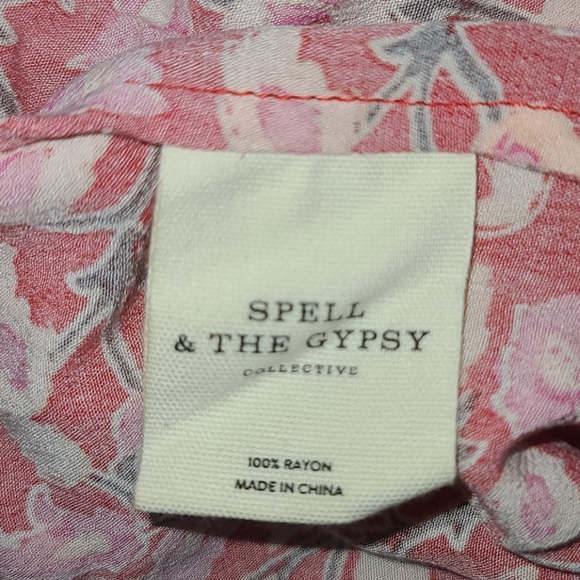 SPELL
& THE GYPSY
COLLECTIVE
100% RAYON
MADE IN CHINA